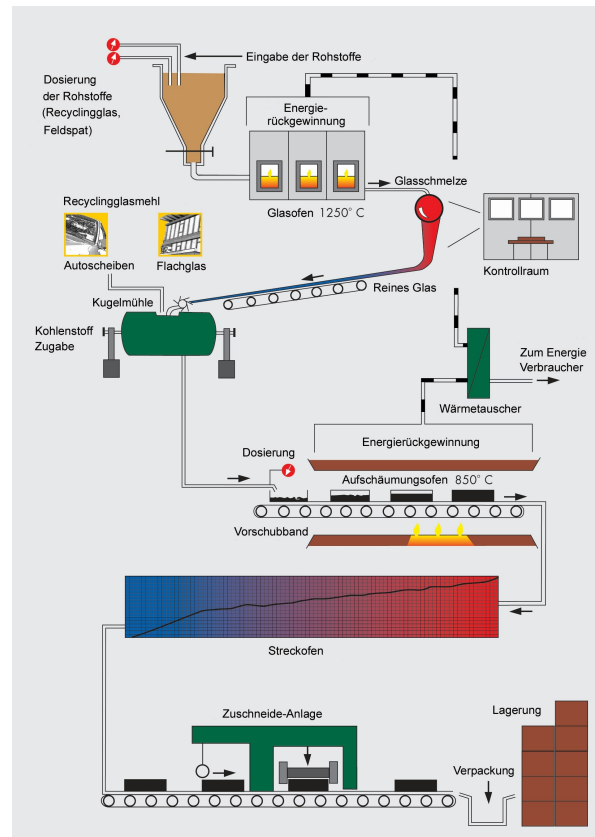 Eingabe der Rohstoffe
Dosierung
der Rohstoffe
(Recyclingglas,
Feldspat)
Energie-
rückgewinnung
Glasschmelze
Glasofen 1250° C
Recyclingglasmehl
Autoscheiben
Flachglas
Kontrollraum
Reines Glas
Kugelmühle
Kohlenstoff
Zugabe
Zum Energie
Verbraucher
Wärmetauscher
Energierückgewinnung
Dosierung
Aufschäumungsofen 850° C
Vorschubband
Streckofen
Lagerung
Zuschneide-Anlage
Verpackung